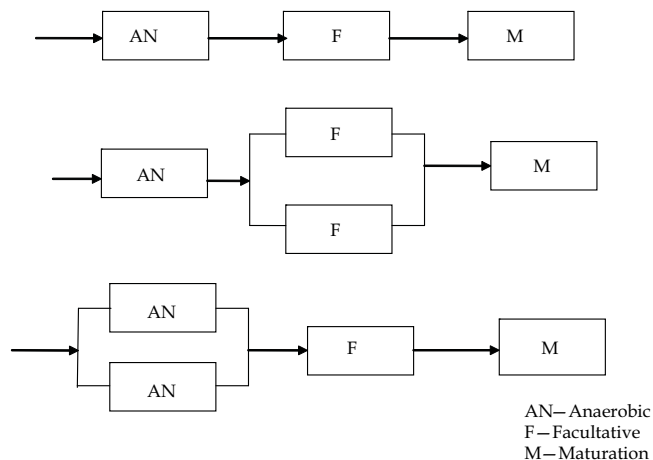 AN F M
F
AN M
F
AN
F M
AN
AN—Anaerobic
F—Facultative
M—Maturation